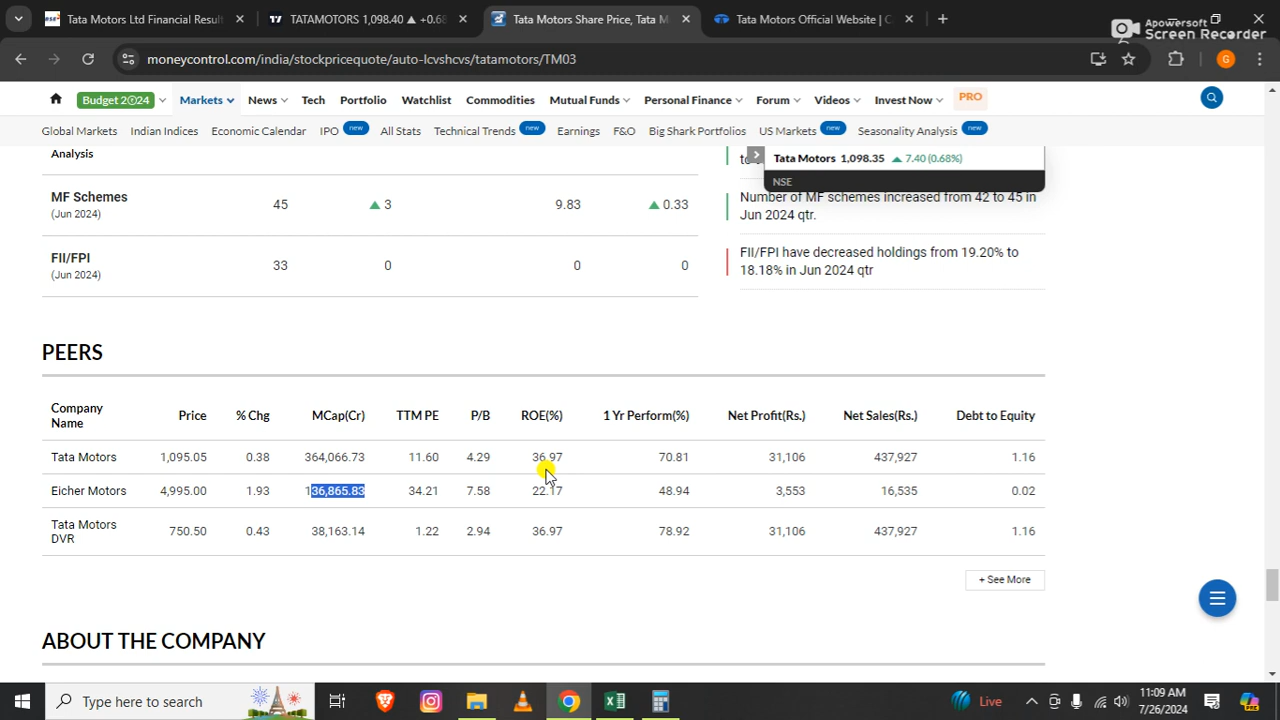 Tata Motors Ltd Financial Result
TATAMOTORS 1,098.40 ▲ +0.68
Tata Motors Share Price, Tata M
Tata Motors Official Website | C
Apowersoft
Screen Recorder
moneycontrol.com/india/stockpricequote/auto-lcvshcvs/tatamotors/TM03
G
Budget 2024 Markets News Tech Portfolio Watchlist Commodities Mutual Funds Personal Finance Forum Videos Invest Now PRO
Global Markets Indian Indices Economic Calendar IPO new All Stats Technical Trends new Earnings F&O Big Shark Portfolios US Markets new Seasonality Analysis new
Analysis
Tata Motors 1,098.35 ▲ 7.40 (0.68%)
NSE
MF Schemes 45 ▲ 3 9.83 ▲ 0.33
(Jun 2024)
Number of MF schemes increased from 42 to 45 in
Jun 2024 qtr.
FII/FPI 33 0 0 0
(Jun 2024)
FII/FPI have decreased holdings from 19.20% to
18.18% in Jun 2024 qtr
PEERS
Company
Name Price % Chg MCap(Cr) TTM PE P/B ROE(%) 1 Yr Perform(%) Net Profit(Rs.) Net Sales(Rs.) Debt to Equity
Tata Motors 1,095.05 0.38 364,066.73 11.60 4.29 36.97 70.81 31,106 437,927 1.16
Eicher Motors 4,995.00 1.93 136,865.83 34.21 7.58 22.17 48.94 3,553 16,535 0.02
Tata Motors
DVR 750.50 0.43 38,163.14 1.22 2.94 36.97 78.92 31,106 437,927 1.16
+ See More
ABOUT THE COMPANY
Type here to search
Live
11:09 AM
7/26/2024